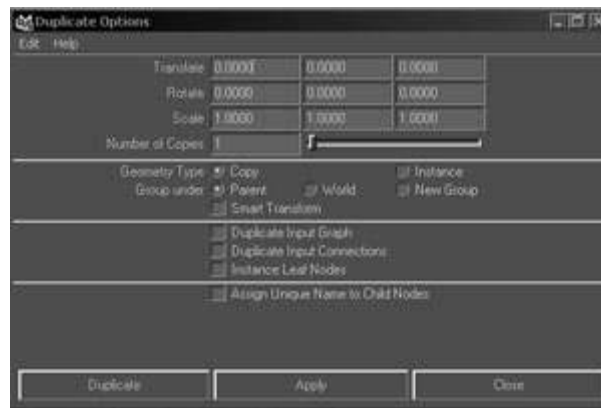 Duplicate Options
Edit Help
Translate 0.0000 0.0000 0.0000
Rotate 0.0000 0.0000 0.0000
Scale 1.0000 1.0000 1.0000
Number of Copies 1
Geometry Type Copy Instance
Group under Parent World New Group
Smart Transform
Duplicate Input Graph
Duplicate Input Connections
Instance Leaf Nodes
Assign Unique Name to Child Nodes
Duplicate Apply Close